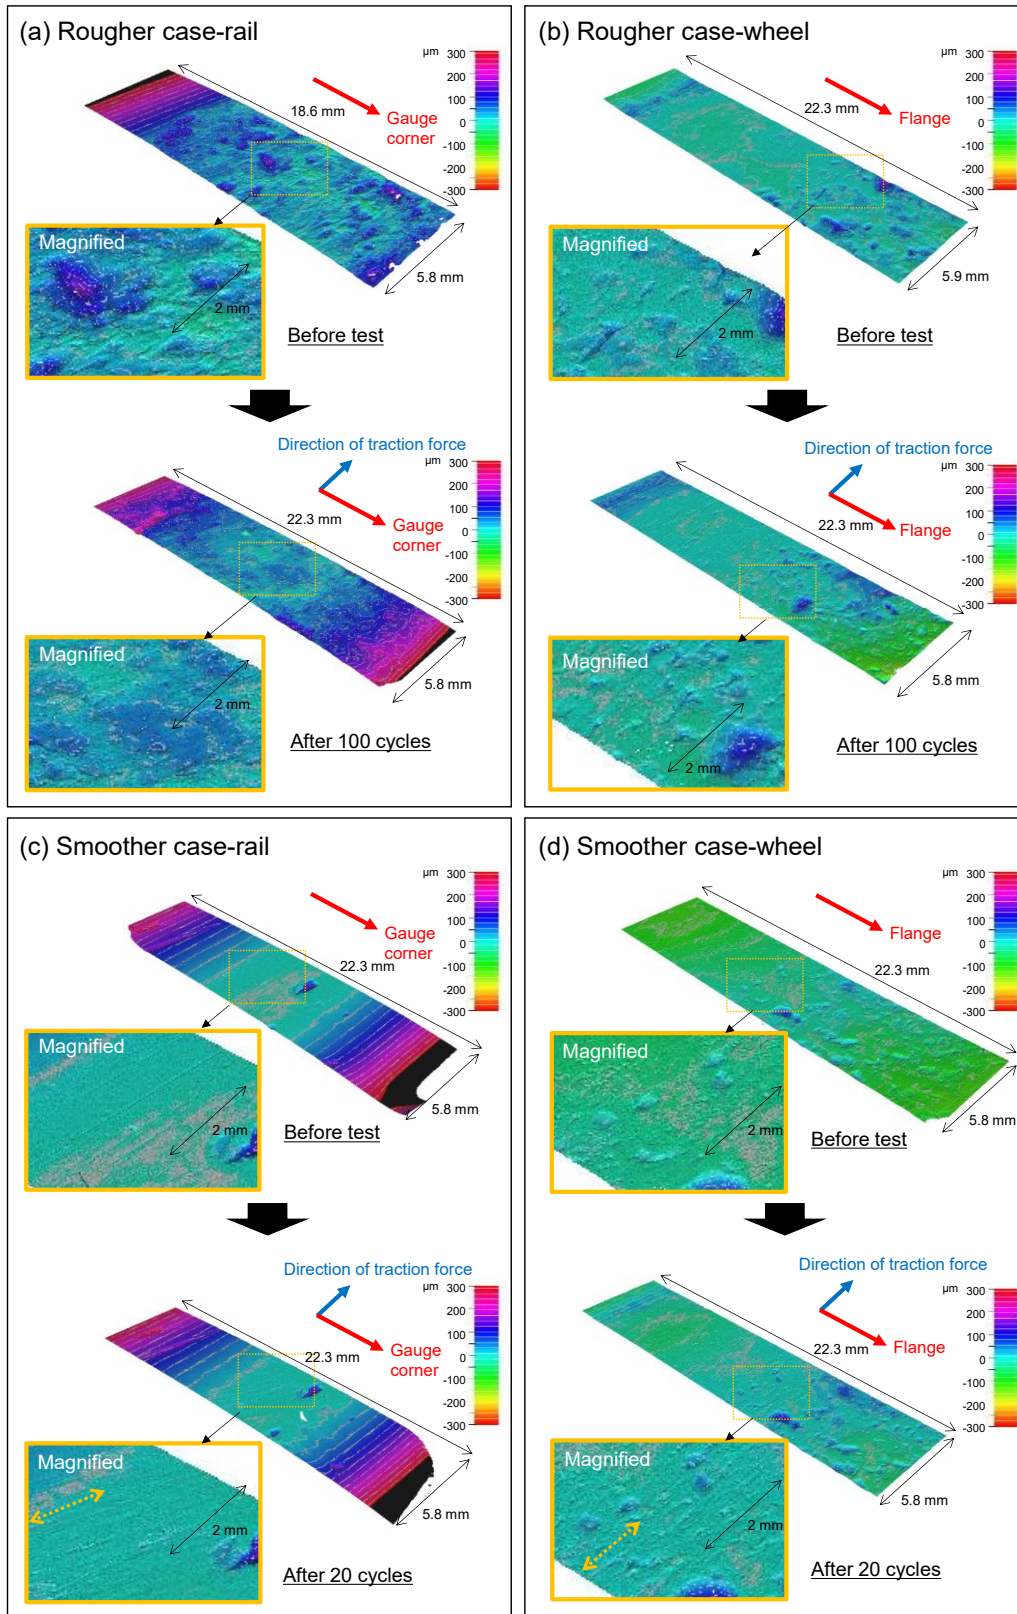 (a) Rougher case-rail
μm
300
200
100
0
-100
-200
-300
18.6 mm
Gauge
corner
Magnified
2 mm
5.8 mm
Before test
Direction of traction force
μm
300
200
100
0
-100
-200
-300
22.3 mm
Gauge
corner
Magnified
2 mm
5.8 mm
After 100 cycles
(b) Rougher case-wheel
μm
300
200
100
0
-100
-200
-300
22.3 mm
Flange
Magnified
2 mm
5.9 mm
Before test
Direction of traction force
μm
300
200
100
0
-100
-200
-300
22.3 mm
Flange
Magnified
2 mm
5.8 mm
After 100 cycles
(c) Smoother case-rail
μm
300
200
100
0
-100
-200
-300
Gauge
corner
22.3 mm
Magnified
2 mm
5.8 mm
Before test
Direction of traction force
μm
300
200
100
0
-100
-200
-300
22.3 mm
Gauge
corner
Magnified
2 mm
5.8 mm
After 20 cycles
(d) Smoother case-wheel
μm
300
200
100
0
-100
-200
-300
Flange
22.3 mm
Magnified
2 mm
5.8 mm
Before test
Direction of traction force
μm
300
200
100
0
-100
-200
-300
22.3 mm
Flange
Magnified
2 mm
5.8 mm
After 20 cycles